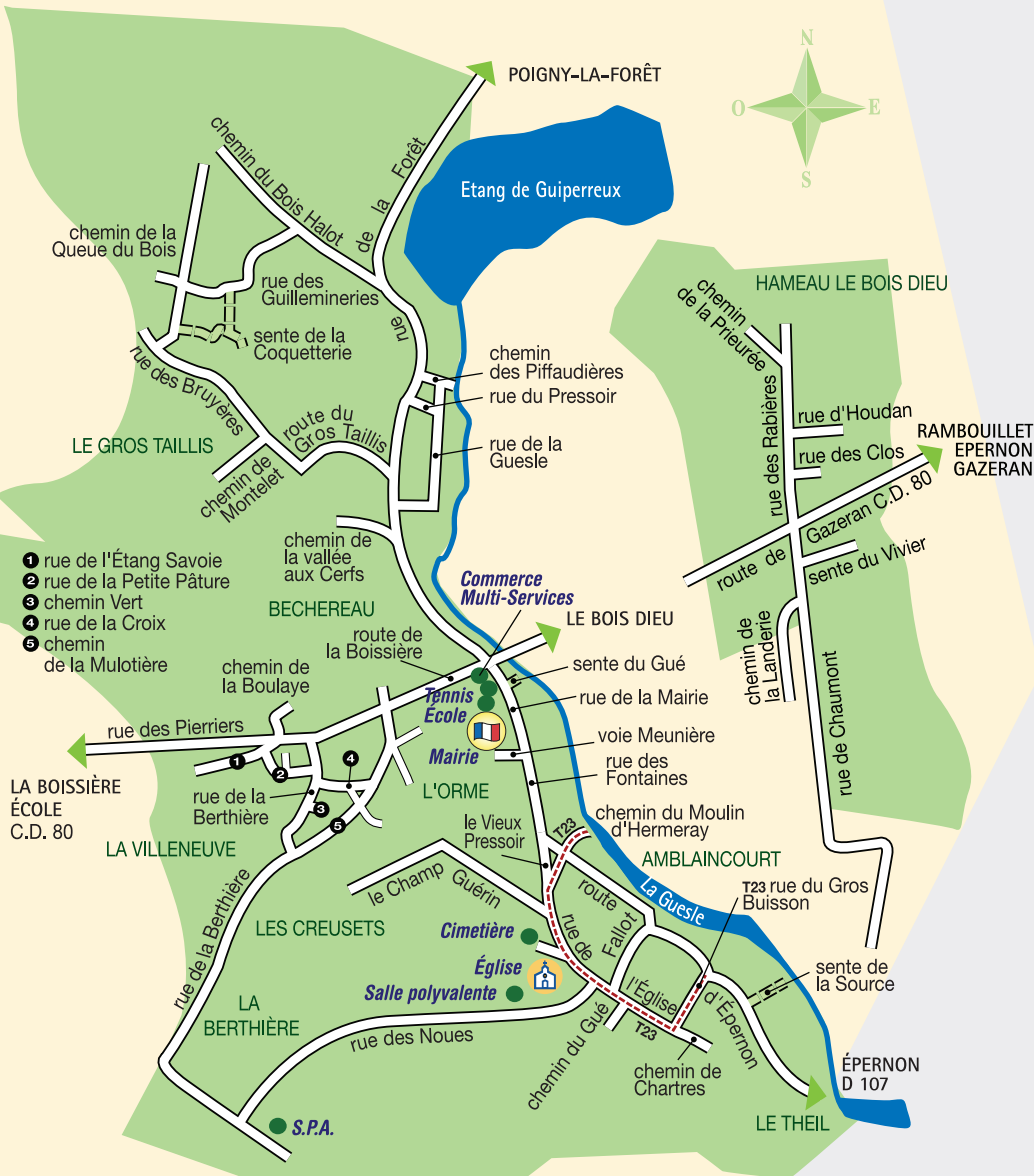 POIGNY-LA-FORÊT
N
O
E
S
Etang de Guiperreux
chemin du Bois Halot
rue de la Forêt
chemin de la
Queue du Bois
rue des
Guillemineries
sente de la
Coquetterie
HAMEAU LE BOIS DIEU
chemin
de la Prieurée
rue des Bruyères
chemin
des Piffaudières
rue du Pressoir
route du
Gros Taillis
LE GROS TAILLIS
rue de la
Guesle
chemin de
Montelet
rue des Rabières
rue d'Houdan
rue des Clos
RAMBOUILLET
EPERNON
GAZERAN
route de Gazeran C.D. 80
sente du Vivier
chemin de
la vallée
aux Cerfs
1 rue de l'Étang Savoie
2 rue de la Petite Pâture
3 chemin Vert
4 rue de la Croix
5 chemin
de la Mulotière
BECHEREAU
Commerce
Multi-Services
LE BOIS DIEU
route de
la Boissière
chemin de
la Boulaye
sente du Gué
chemin de
la Landerie
rue de Chaumont
Tennis
École
rue de la Mairie
rue des Pierriers
Mairie
voie Meunière
1
2
3
4
5
LA BOISSIÈRE
ÉCOLE
C.D. 80
rue de la
Berthière
L'ORME
rue des
Fontaines
chemin du Moulin
d'Hermeray
le Vieux
Pressoir
T23
LA VILLENEUVE
AMBLAINCOURT
le Champ Guérin
La Guesle
T23 rue du Gros
Buisson
rue de la Berthière
LES CREUSETS
Cimetière
Église
Salle polyvalente
rue de l'Église
Fallot
route d'Épernon
sente de
la Source
LA
BERTHIÈRE
rue des Noues
T23
chemin du Gué
chemin de
Chartres
ÉPERNON
D 107
LE THEIL
S.P.A.